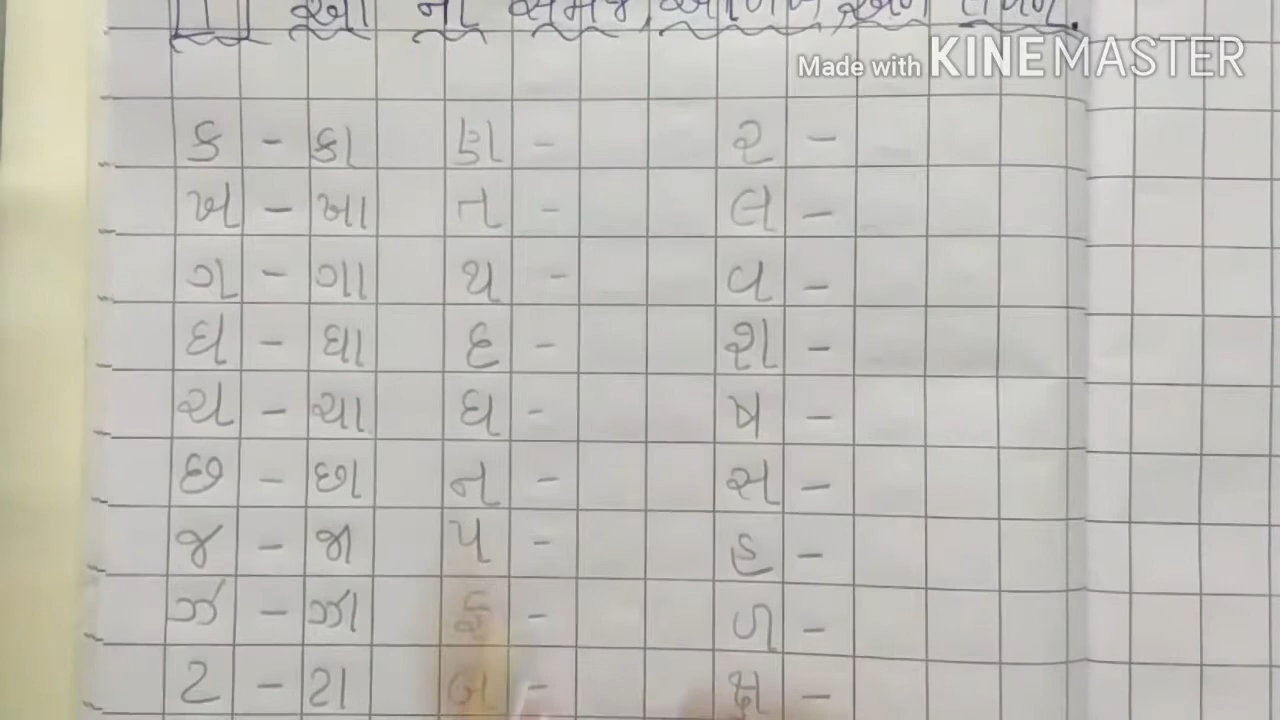 Made with KINEMASTER
ક - કા ણ - ર -
ખ - ખા ત - લ -
ગ - ગા થ - વ -
ઘ - ઘા દ - શ -
ચ - ચા ધ - ષ -
છ - છા ન - સ -
જ - જા પ - હ -
ઝ - ઝા ફ - ળ -
ટ - ટા બ - ક્ષ -